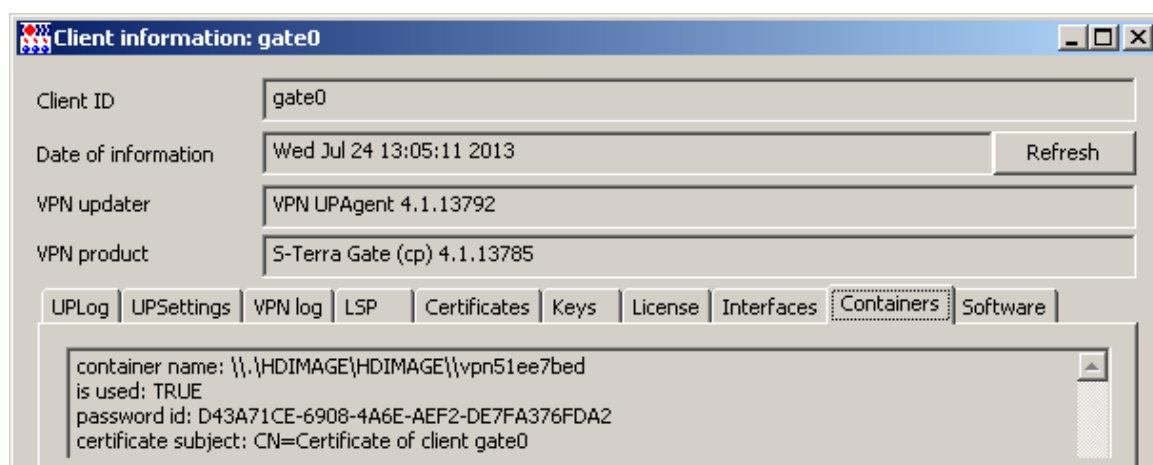 Client information: gate0
Client ID gate0
Date of information Wed Jul 24 13:05:11 2013 Refresh
VPN updater VPN UPAgent 4.1.13792
VPN product S-Terra Gate (cp) 4.1.13785
UPLog UPSettings VPN log LSP Certificates Keys License Interfaces Containers Software
container name: \\.\HDIMAGE\HDIMAGE\\vpn51ee7bed
is used: TRUE
password id: D43A71CE-6908-4A6E-AEF2-DE7FA376FDA2
certificate subject: CN=Certificate of client gate0